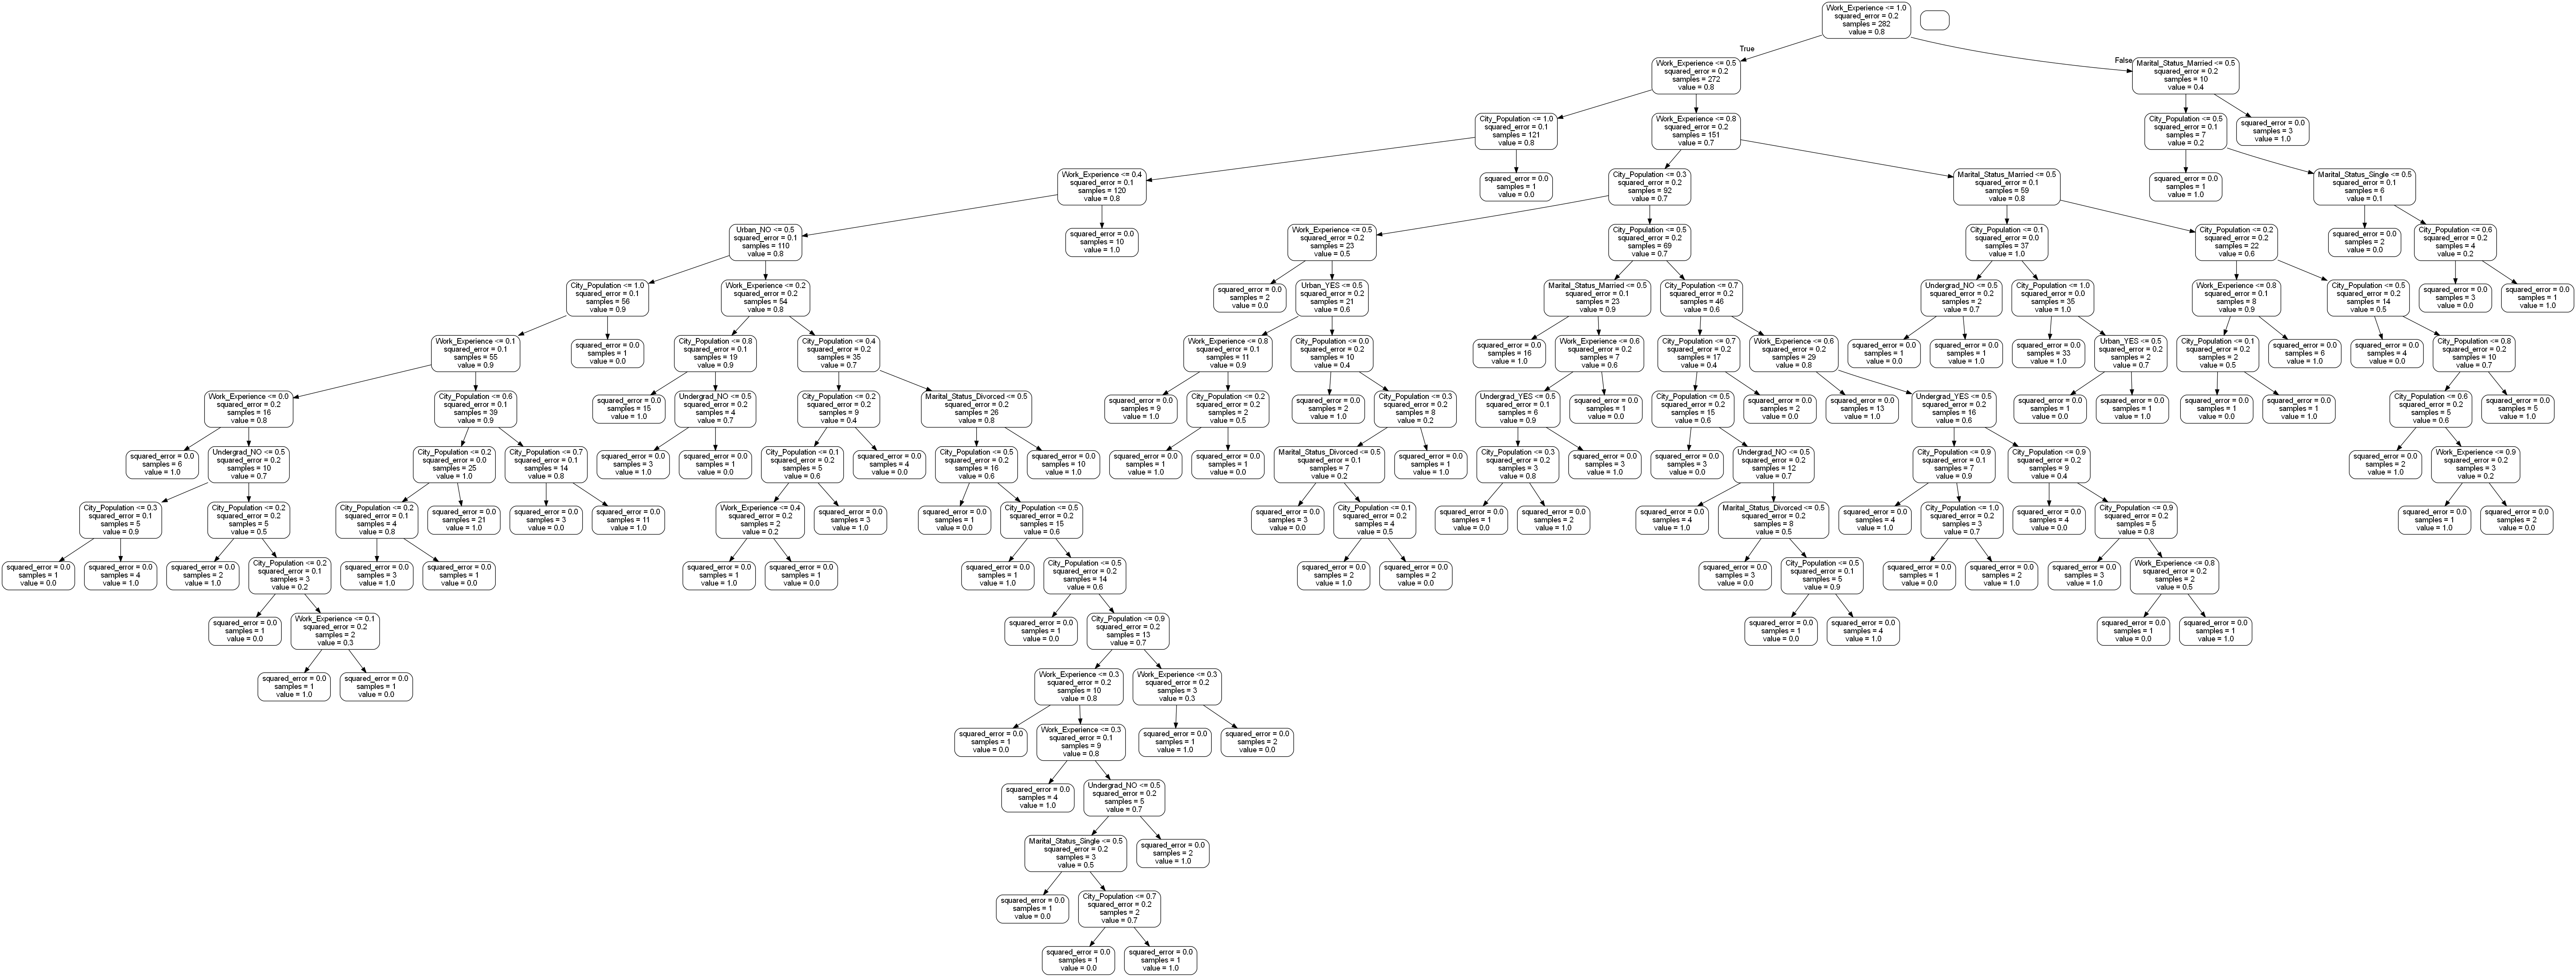 Work_Experience <= 1.0
squared_error = 0.2
samples = 282
value = 0.8
True
False
Work_Experience <= 0.5
squared_error = 0.2
samples = 272
value = 0.8
Marital_Status_Married <= 0.5
squared_error = 0.2
samples = 10
value = 0.4
City_Population <= 1.0
squared_error = 0.1
samples = 121
value = 0.8
Work_Experience <= 0.8
squared_error = 0.2
samples = 151
value = 0.7
City_Population <= 0.5
squared_error = 0.1
samples = 7
value = 0.2
squared_error = 0.0
samples = 3
value = 1.0
Work_Experience <= 0.4
squared_error = 0.1
samples = 120
value = 0.8
squared_error = 0.0
samples = 1
value = 0.0
City_Population <= 0.3
squared_error = 0.2
samples = 92
value = 0.7
Marital_Status_Married <= 0.5
squared_error = 0.1
samples = 59
value = 0.8
squared_error = 0.0
samples = 1
value = 1.0
Marital_Status_Single <= 0.5
squared_error = 0.1
samples = 6
value = 0.1
Urban_NO <= 0.5
squared_error = 0.1
samples = 110
value = 0.8
squared_error = 0.0
samples = 10
value = 1.0
Work_Experience <= 0.5
squared_error = 0.2
samples = 23
value = 0.5
City_Population <= 0.5
squared_error = 0.2
samples = 69
value = 0.7
City_Population <= 0.1
squared_error = 0.0
samples = 37
value = 1.0
City_Population <= 0.2
squared_error = 0.2
samples = 22
value = 0.6
squared_error = 0.0
samples = 2
value = 0.0
City_Population <= 0.6
squared_error = 0.2
samples = 4
value = 0.2
City_Population <= 1.0
squared_error = 0.1
samples = 56
value = 0.9
Work_Experience <= 0.2
squared_error = 0.2
samples = 54
value = 0.8
squared_error = 0.0
samples = 2
value = 0.0
Urban_YES <= 0.5
squared_error = 0.2
samples = 21
value = 0.6
Marital_Status_Married <= 0.5
squared_error = 0.1
samples = 23
value = 0.9
City_Population <= 0.7
squared_error = 0.2
samples = 46
value = 0.6
Undergrad_NO <= 0.5
squared_error = 0.2
samples = 2
value = 0.7
City_Population <= 1.0
squared_error = 0.0
samples = 35
value = 1.0
Work_Experience <= 0.8
squared_error = 0.1
samples = 8
value = 0.9
City_Population <= 0.5
squared_error = 0.2
samples = 14
value = 0.5
squared_error = 0.0
samples = 3
value = 0.0
squared_error = 0.0
samples = 1
value = 1.0
Work_Experience <= 0.1
squared_error = 0.1
samples = 55
value = 0.9
squared_error = 0.0
samples = 1
value = 0.0
City_Population <= 0.8
squared_error = 0.1
samples = 19
value = 0.9
City_Population <= 0.4
squared_error = 0.2
samples = 35
value = 0.7
Work_Experience <= 0.8
squared_error = 0.1
samples = 11
value = 0.9
City_Population <= 0.0
squared_error = 0.2
samples = 10
value = 0.4
squared_error = 0.0
samples = 16
value = 1.0
Work_Experience <= 0.6
squared_error = 0.2
samples = 7
value = 0.6
City_Population <= 0.7
squared_error = 0.2
samples = 17
value = 0.4
Work_Experience <= 0.6
squared_error = 0.2
samples = 29
value = 0.8
squared_error = 0.0
samples = 1
value = 0.0
squared_error = 0.0
samples = 1
value = 1.0
squared_error = 0.0
samples = 33
value = 1.0
Urban_YES <= 0.5
squared_error = 0.2
samples = 2
value = 0.7
City_Population <= 0.1
squared_error = 0.2
samples = 2
value = 0.5
squared_error = 0.0
samples = 6
value = 1.0
squared_error = 0.0
samples = 4
value = 0.0
City_Population <= 0.8
squared_error = 0.2
samples = 10
value = 0.7
Work_Experience <= 0.0
squared_error = 0.2
samples = 16
value = 0.8
City_Population <= 0.6
squared_error = 0.1
samples = 39
value = 0.9
squared_error = 0.0
samples = 15
value = 1.0
Undergrad_NO <= 0.5
squared_error = 0.2
samples = 4
value = 0.7
City_Population <= 0.2
squared_error = 0.2
samples = 9
value = 0.4
Marital_Status_Divorced <= 0.5
squared_error = 0.2
samples = 26
value = 0.8
squared_error = 0.0
samples = 9
value = 1.0
City_Population <= 0.2
squared_error = 0.2
samples = 2
value = 0.5
squared_error = 0.0
samples = 2
value = 1.0
City_Population <= 0.3
squared_error = 0.2
samples = 8
value = 0.2
Undergrad_YES <= 0.5
squared_error = 0.1
samples = 6
value = 0.9
squared_error = 0.0
samples = 1
value = 0.0
City_Population <= 0.5
squared_error = 0.2
samples = 15
value = 0.6
squared_error = 0.0
samples = 2
value = 0.0
squared_error = 0.0
samples = 13
value = 1.0
Undergrad_YES <= 0.5
squared_error = 0.2
samples = 16
value = 0.6
squared_error = 0.0
samples = 1
value = 0.0
squared_error = 0.0
samples = 1
value = 1.0
squared_error = 0.0
samples = 1
value = 0.0
squared_error = 0.0
samples = 1
value = 1.0
City_Population <= 0.6
squared_error = 0.2
samples = 5
value = 0.6
squared_error = 0.0
samples = 5
value = 1.0
squared_error = 0.0
samples = 6
value = 1.0
Undergrad_NO <= 0.5
squared_error = 0.2
samples = 10
value = 0.7
City_Population <= 0.2
squared_error = 0.0
samples = 25
value = 1.0
City_Population <= 0.7
squared_error = 0.1
samples = 14
value = 0.8
squared_error = 0.0
samples = 3
value = 1.0
squared_error = 0.0
samples = 1
value = 0.0
City_Population <= 0.1
squared_error = 0.2
samples = 5
value = 0.6
squared_error = 0.0
samples = 4
value = 0.0
City_Population <= 0.5
squared_error = 0.2
samples = 16
value = 0.6
squared_error = 0.0
samples = 10
value = 1.0
squared_error = 0.0
samples = 1
value = 1.0
squared_error = 0.0
samples = 1
value = 0.0
Marital_Status_Divorced <= 0.5
squared_error = 0.1
samples = 7
value = 0.2
squared_error = 0.0
samples = 1
value = 1.0
City_Population <= 0.3
squared_error = 0.2
samples = 3
value = 0.8
squared_error = 0.0
samples = 3
value = 1.0
squared_error = 0.0
samples = 3
value = 0.0
Undergrad_NO <= 0.5
squared_error = 0.2
samples = 12
value = 0.7
City_Population <= 0.9
squared_error = 0.1
samples = 7
value = 0.9
City_Population <= 0.9
squared_error = 0.2
samples = 9
value = 0.4
squared_error = 0.0
samples = 2
value = 1.0
Work_Experience <= 0.9
squared_error = 0.2
samples = 3
value = 0.2
City_Population <= 0.3
squared_error = 0.1
samples = 5
value = 0.9
City_Population <= 0.2
squared_error = 0.2
samples = 5
value = 0.5
City_Population <= 0.2
squared_error = 0.1
samples = 4
value = 0.8
squared_error = 0.0
samples = 21
value = 1.0
squared_error = 0.0
samples = 3
value = 0.0
squared_error = 0.0
samples = 11
value = 1.0
Work_Experience <= 0.4
squared_error = 0.2
samples = 2
value = 0.2
squared_error = 0.0
samples = 3
value = 1.0
squared_error = 0.0
samples = 1
value = 0.0
City_Population <= 0.5
squared_error = 0.2
samples = 15
value = 0.6
squared_error = 0.0
samples = 3
value = 0.0
City_Population <= 0.1
squared_error = 0.2
samples = 4
value = 0.5
squared_error = 0.0
samples = 1
value = 0.0
squared_error = 0.0
samples = 2
value = 1.0
squared_error = 0.0
samples = 4
value = 1.0
Marital_Status_Divorced <= 0.5
squared_error = 0.2
samples = 8
value = 0.5
squared_error = 0.0
samples = 4
value = 1.0
City_Population <= 1.0
squared_error = 0.2
samples = 3
value = 0.7
squared_error = 0.0
samples = 4
value = 0.0
City_Population <= 0.9
squared_error = 0.2
samples = 5
value = 0.8
squared_error = 0.0
samples = 1
value = 1.0
squared_error = 0.0
samples = 2
value = 0.0
squared_error = 0.0
samples = 1
value = 0.0
squared_error = 0.0
samples = 4
value = 1.0
squared_error = 0.0
samples = 2
value = 1.0
City_Population <= 0.2
squared_error = 0.1
samples = 3
value = 0.2
squared_error = 0.0
samples = 3
value = 1.0
squared_error = 0.0
samples = 1
value = 0.0
squared_error = 0.0
samples = 1
value = 1.0
squared_error = 0.0
samples = 1
value = 0.0
squared_error = 0.0
samples = 1
value = 1.0
City_Population <= 0.5
squared_error = 0.2
samples = 14
value = 0.6
squared_error = 0.0
samples = 2
value = 1.0
squared_error = 0.0
samples = 2
value = 0.0
squared_error = 0.0
samples = 3
value = 0.0
City_Population <= 0.5
squared_error = 0.1
samples = 5
value = 0.9
squared_error = 0.0
samples = 1
value = 0.0
squared_error = 0.0
samples = 2
value = 1.0
squared_error = 0.0
samples = 3
value = 1.0
Work_Experience <= 0.8
squared_error = 0.2
samples = 2
value = 0.5
squared_error = 0.0
samples = 1
value = 0.0
Work_Experience <= 0.1
squared_error = 0.2
samples = 2
value = 0.3
squared_error = 0.0
samples = 1
value = 0.0
City_Population <= 0.9
squared_error = 0.2
samples = 13
value = 0.7
squared_error = 0.0
samples = 1
value = 0.0
squared_error = 0.0
samples = 4
value = 1.0
squared_error = 0.0
samples = 1
value = 0.0
squared_error = 0.0
samples = 1
value = 1.0
squared_error = 0.0
samples = 1
value = 1.0
squared_error = 0.0
samples = 1
value = 0.0
Work_Experience <= 0.3
squared_error = 0.2
samples = 10
value = 0.8
Work_Experience <= 0.3
squared_error = 0.2
samples = 3
value = 0.3
squared_error = 0.0
samples = 1
value = 0.0
Work_Experience <= 0.3
squared_error = 0.1
samples = 9
value = 0.8
squared_error = 0.0
samples = 1
value = 1.0
squared_error = 0.0
samples = 2
value = 0.0
squared_error = 0.0
samples = 4
value = 1.0
Undergrad_NO <= 0.5
squared_error = 0.2
samples = 5
value = 0.7
Marital_Status_Single <= 0.5
squared_error = 0.2
samples = 3
value = 0.5
squared_error = 0.0
samples = 2
value = 1.0
squared_error = 0.0
samples = 1
value = 0.0
City_Population <= 0.7
squared_error = 0.2
samples = 2
value = 0.7
squared_error = 0.0
samples = 1
value = 0.0
squared_error = 0.0
samples = 1
value = 1.0